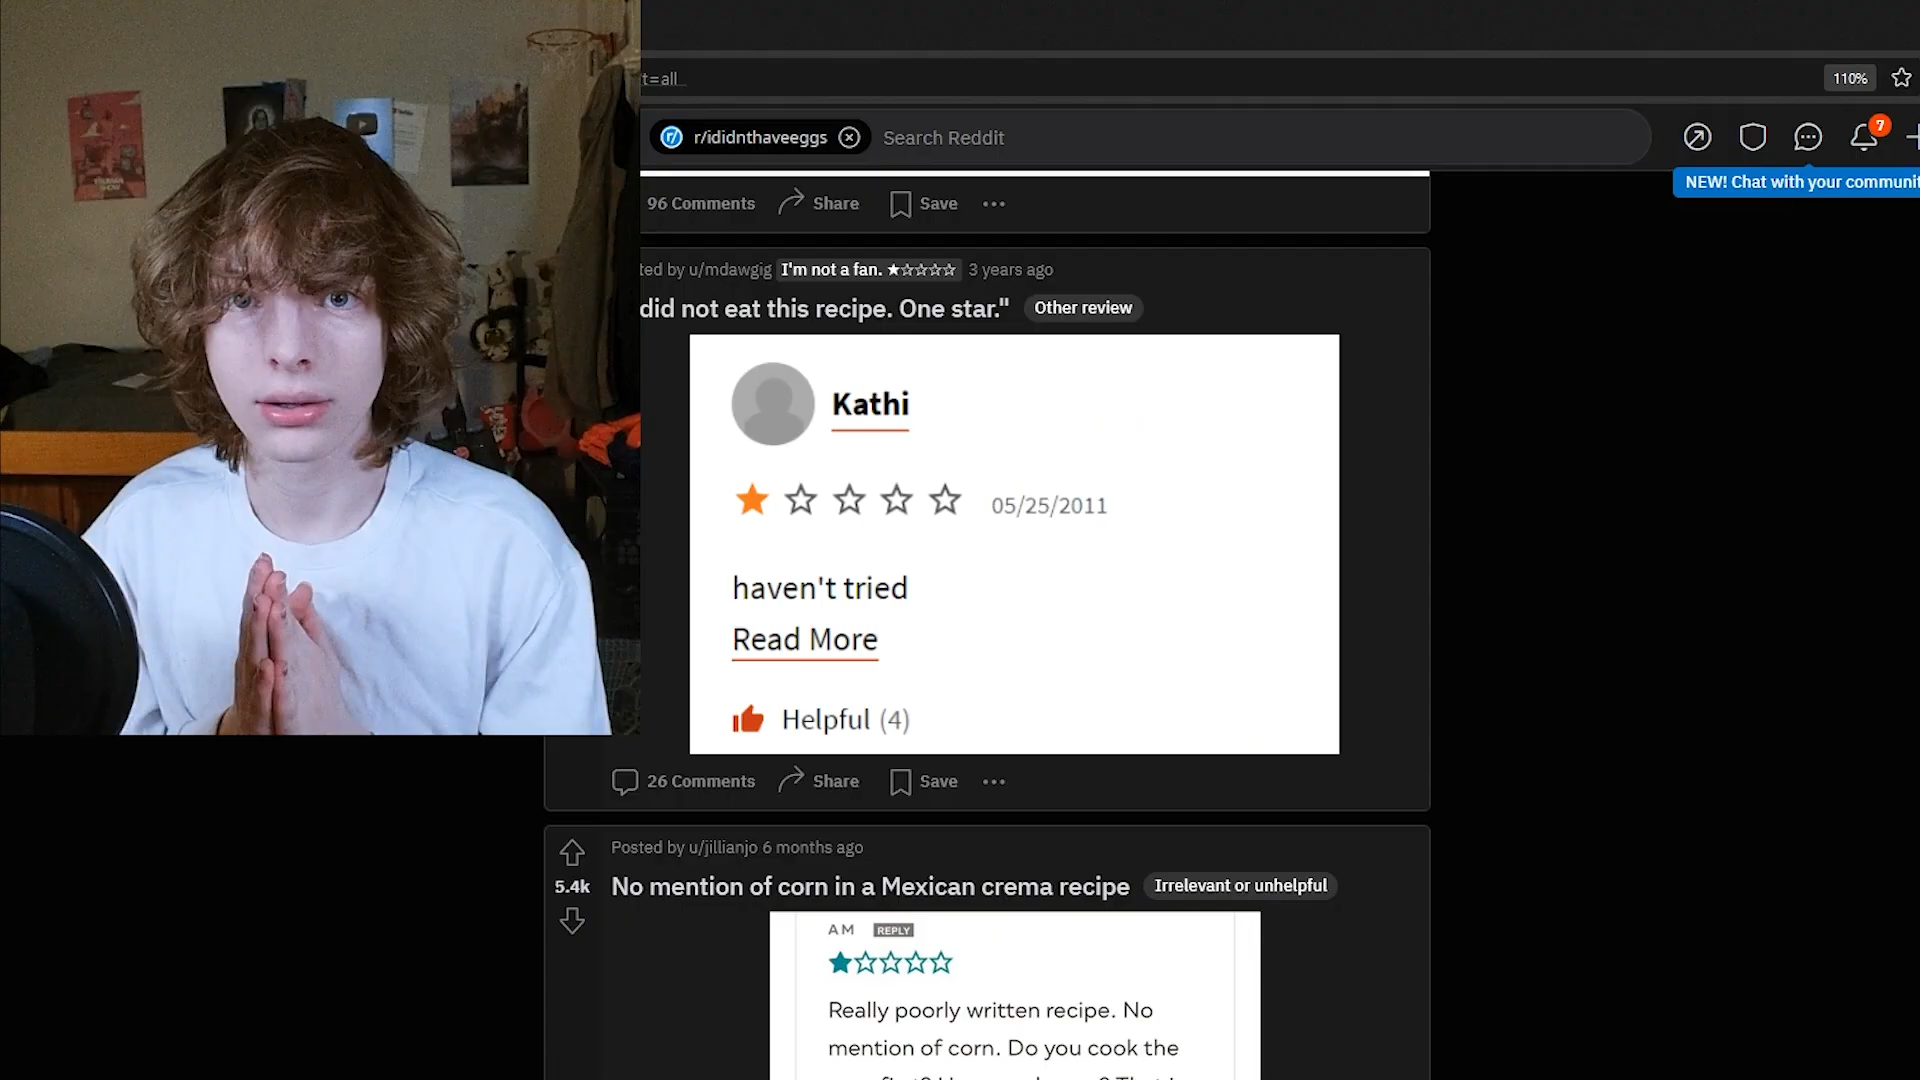 t=all
110%
r/ididnthaveeggs
Search Reddit
7
NEW! Chat with your
96 Comments
Share
Save
by u/mdawgig
I'm not a fan. ★☆☆☆☆
3 years ago
did not eat this recipe. One star."
Other review
Kathi
05/25/2011
haven't tried
Read More
Helpful (4)
26 Comments
Share
Save
Posted by u/jillianjo 6 months ago
5.4k
No mention of corn in a Mexican crema recipe
Irrelevant or unhelpful
AM
REPLY
Really poorly written recipe. No
mention of corn. Do you cook the